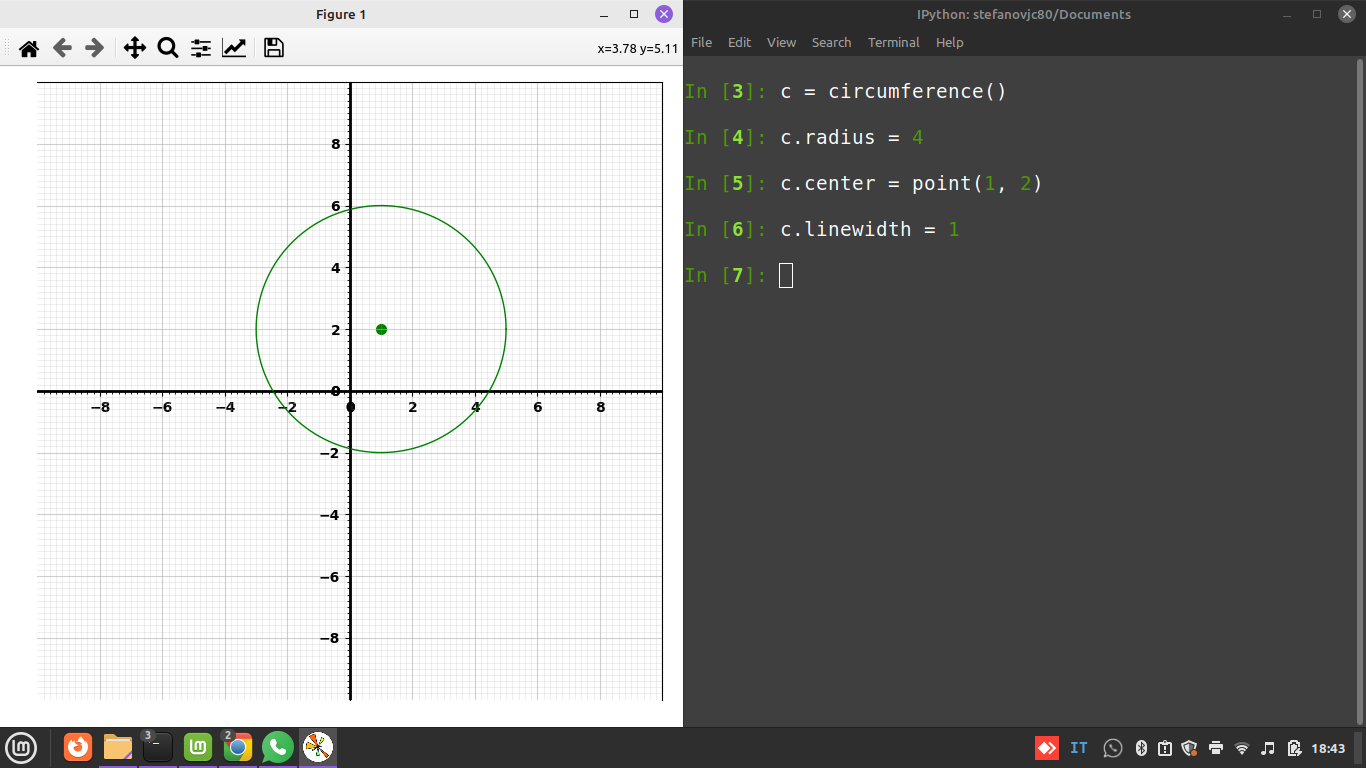 Figure 1
x=3.78 y=5.11
8
6
4
2
0
−8 −6 −4 −2 0 2 4 6 8
−2
−4
−6
−8
IPython: stefanovjc80/Documents
File Edit View Search Terminal Help
In [3]: c = circumference()
In [4]: c.radius = 4
In [5]: c.center = point(1, 2)
In [6]: c.linewidth = 1
In [7]:
3 2 IT 18:43